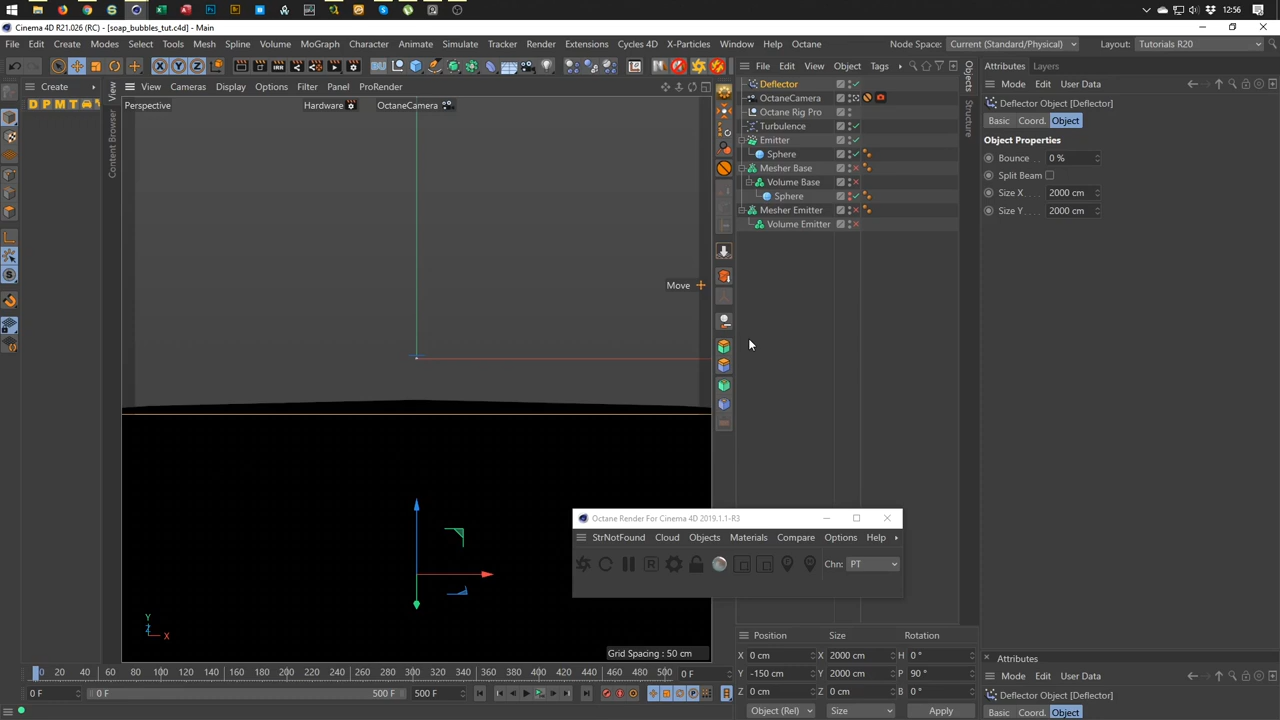 12:56
Cinema 4D R21.026 (RC) - [soap_bubbles_tut.c4d] - Main
File Edit Create Modes Select Tools Mesh Spline Volume MoGraph Character Animate Simulate Tracker Render Extensions Cycles 4D X-Particles Window Help Octane Node Space: Current (Standard/Physical) Layout: Tutorials R20
Create
View Cameras Display Options Filter Panel ProRender
File Edit View Object Tags
Attributes Layers
Mode Edit User Data
D P M T
Perspective Hardware OctaneCamera
View
Content Browser
Objects
Structure
Deflector
OctaneCamera
Octane Rig Pro
Turbulence
Emitter
Sphere
Mesher Base
Volume Base
Sphere
Mesher Emitter
Volume Emitter
Deflector Object [Deflector]
Basic Coord. Object
Object Properties
Bounce 0 %
Split Beam
Size X 2000 cm
Size Y 2000 cm
Move
Octane Render For Cinema 4D 2019.1.1-R3
StrNotFound Cloud Objects Materials Compare Options Help
Chn: PT
Y
Z
X
Grid Spacing : 50 cm
0 20 40 60 80 100 120 140 160 180 200 220 240 260 280 300 320 340 360 380 400 420 440 460 480 500 0 F
0 F 0 F 500 F 500 F
Position Size Rotation
X 0 cm X 2000 cm H 0 °
Y -150 cm Y 2000 cm P 90 °
Z 0 cm Z 0 cm B 0 °
Object (Rel) Size Apply
Attributes
Mode Edit User Data
Deflector Object [Deflector]
Basic Coord. Object